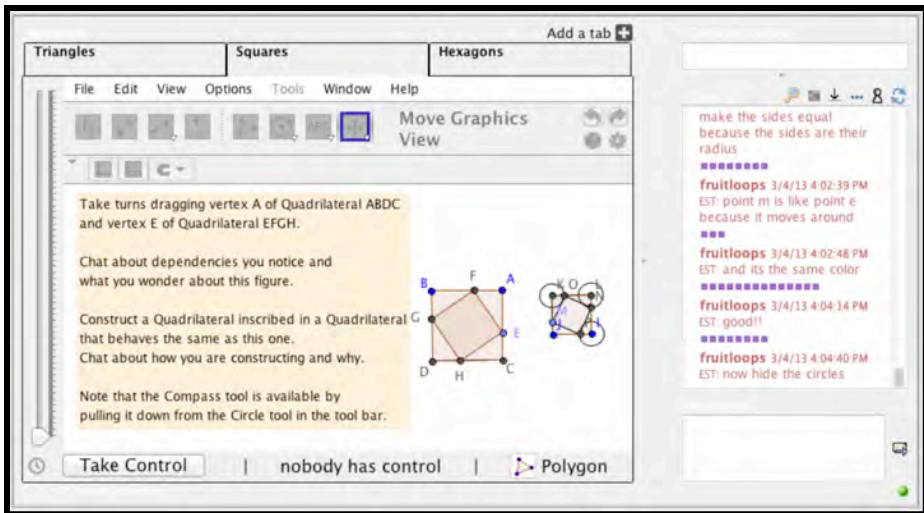 Add a tab
Triangles
Squares
Hexagons
File Edit View Options Tools Window Help
Move Graphics
View
Take turns dragging vertex A of Quadrilateral ABDC
and vertex E of Quadrilateral EFGH.
Chat about dependencies you notice and
what you wonder about this figure.
Construct a Quadrilateral inscribed in a Quadrilateral
that behaves the same as this one.
Chat about how you are constructing and why.
Note that the Compass tool is available by
pulling it down from the Circle tool in the tool bar.
B F A
G E
D H C
K O
M
J
Take Control | nobody has control | Polygon
make the sides equal
because the sides are their
radius
fruitloops 3/4/13 4:02:39 PM
EST: point m is like point e
because it moves around
fruitloops 3/4/13 4:02:48 PM
EST: and its the same color
fruitloops 3/4/13 4:04:14 PM
EST: good!!
fruitloops 3/4/13 4:04:40 PM
EST: now hide the circles